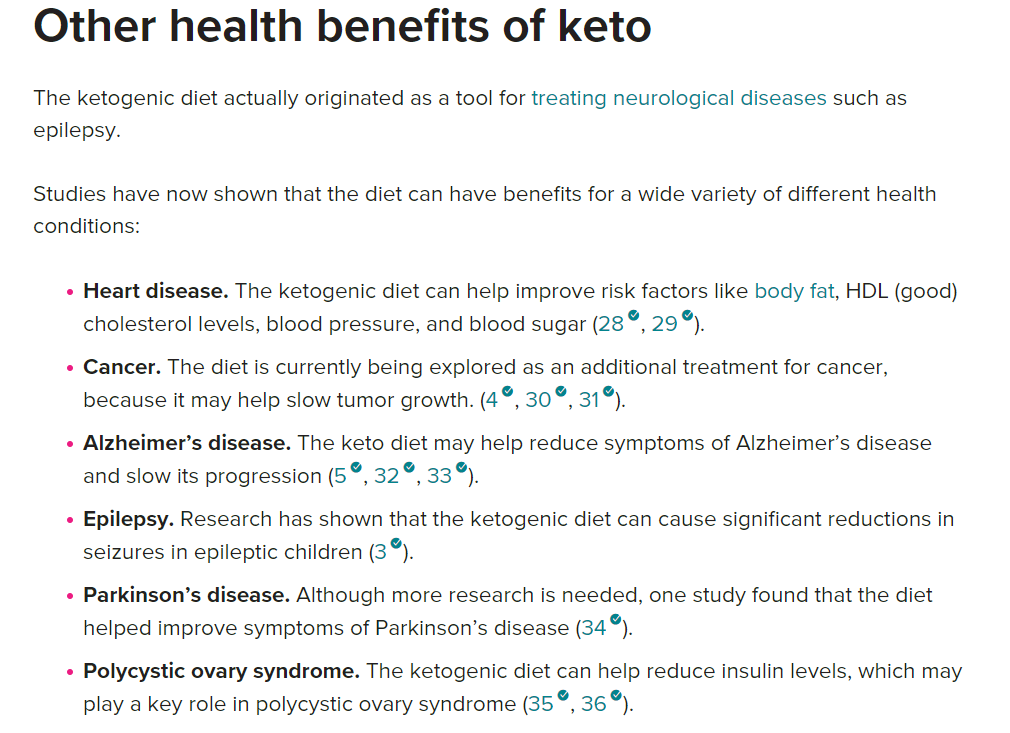 Other health benefits of keto
The ketogenic diet actually originated as a tool for treating neurological diseases such as
epilepsy.
Studies have now shown that the diet can have benefits for a wide variety of different health
conditions:
• Heart disease. The ketogenic diet can help improve risk factors like body fat, HDL (good)
cholesterol levels, blood pressure, and blood sugar (28, 29).
• Cancer. The diet is currently being explored as an additional treatment for cancer,
because it may help slow tumor growth. (4, 30, 31).
• Alzheimer’s disease. The keto diet may help reduce symptoms of Alzheimer’s disease
and slow its progression (5, 32, 33).
• Epilepsy. Research has shown that the ketogenic diet can cause significant reductions in
seizures in epileptic children (3).
• Parkinson’s disease. Although more research is needed, one study found that the diet
helped improve symptoms of Parkinson’s disease (34).
• Polycystic ovary syndrome. The ketogenic diet can help reduce insulin levels, which may
play a key role in polycystic ovary syndrome (35, 36).